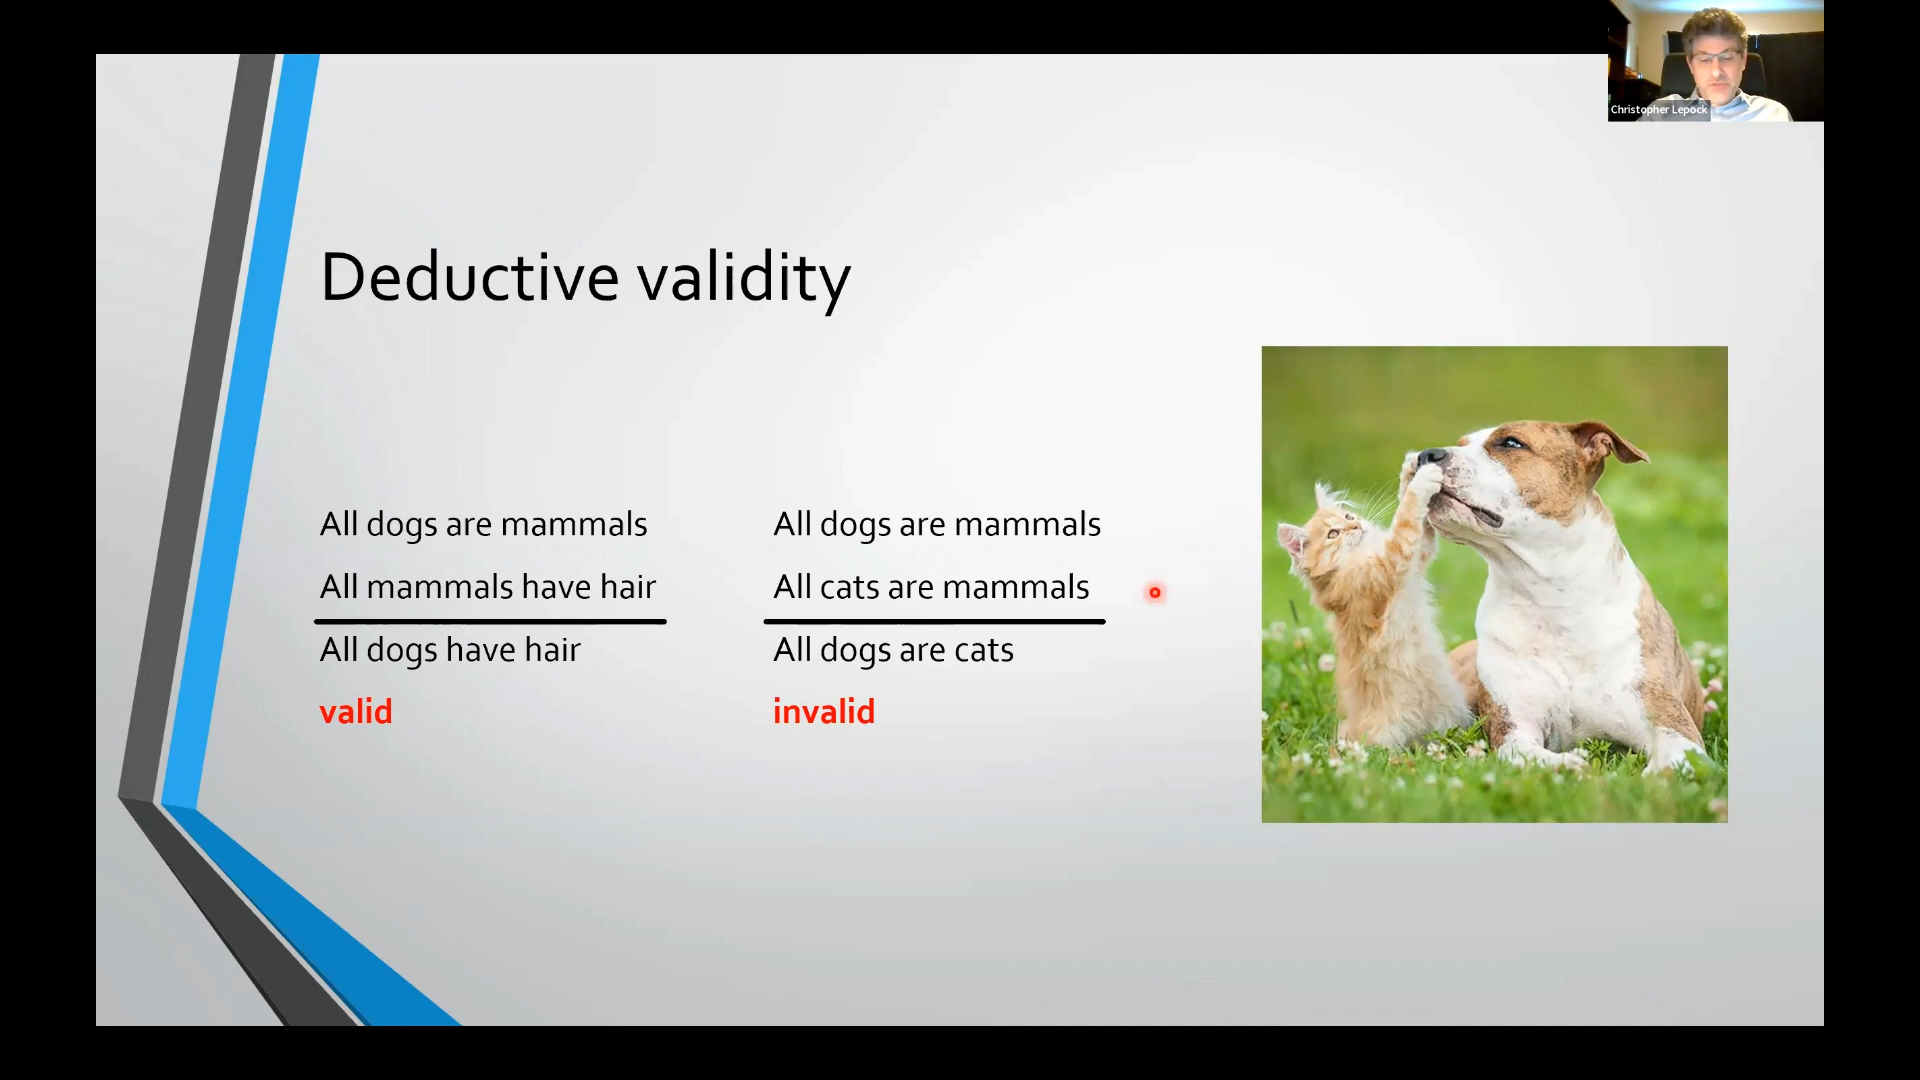 Christopher Lepock
Deductive validity
All dogs are mammals
All mammals have hair
All dogs have hair
valid
All dogs are mammals
All cats are mammals
All dogs are cats
invalid